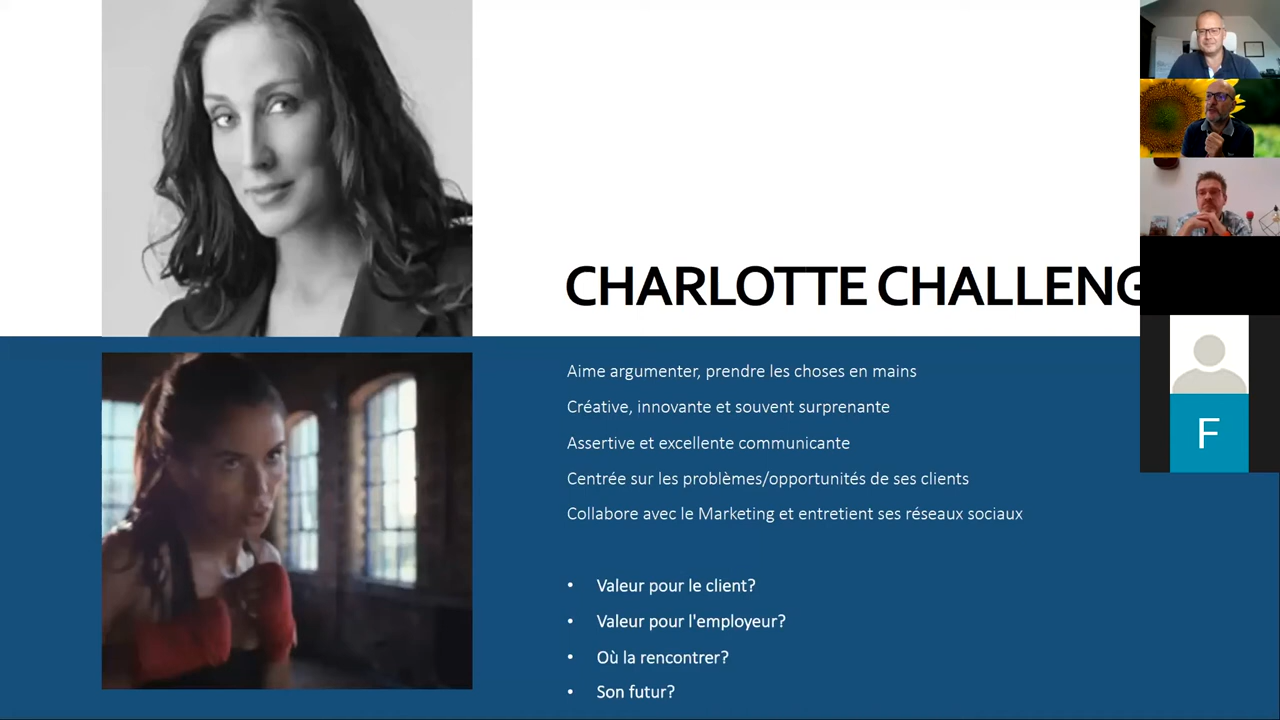 CHARLOTTE CHALLENG
Aime argumenter, prendre les choses en mains
Créative, innovante et souvent surprenante
Assertive et excellente communicante
Centrée sur les problèmes/opportunités de ses clients
Collabore avec le Marketing et entretient ses réseaux sociaux
• Valeur pour le client?
• Valeur pour l'employeur?
• Où la rencontrer?
• Son futur?
F